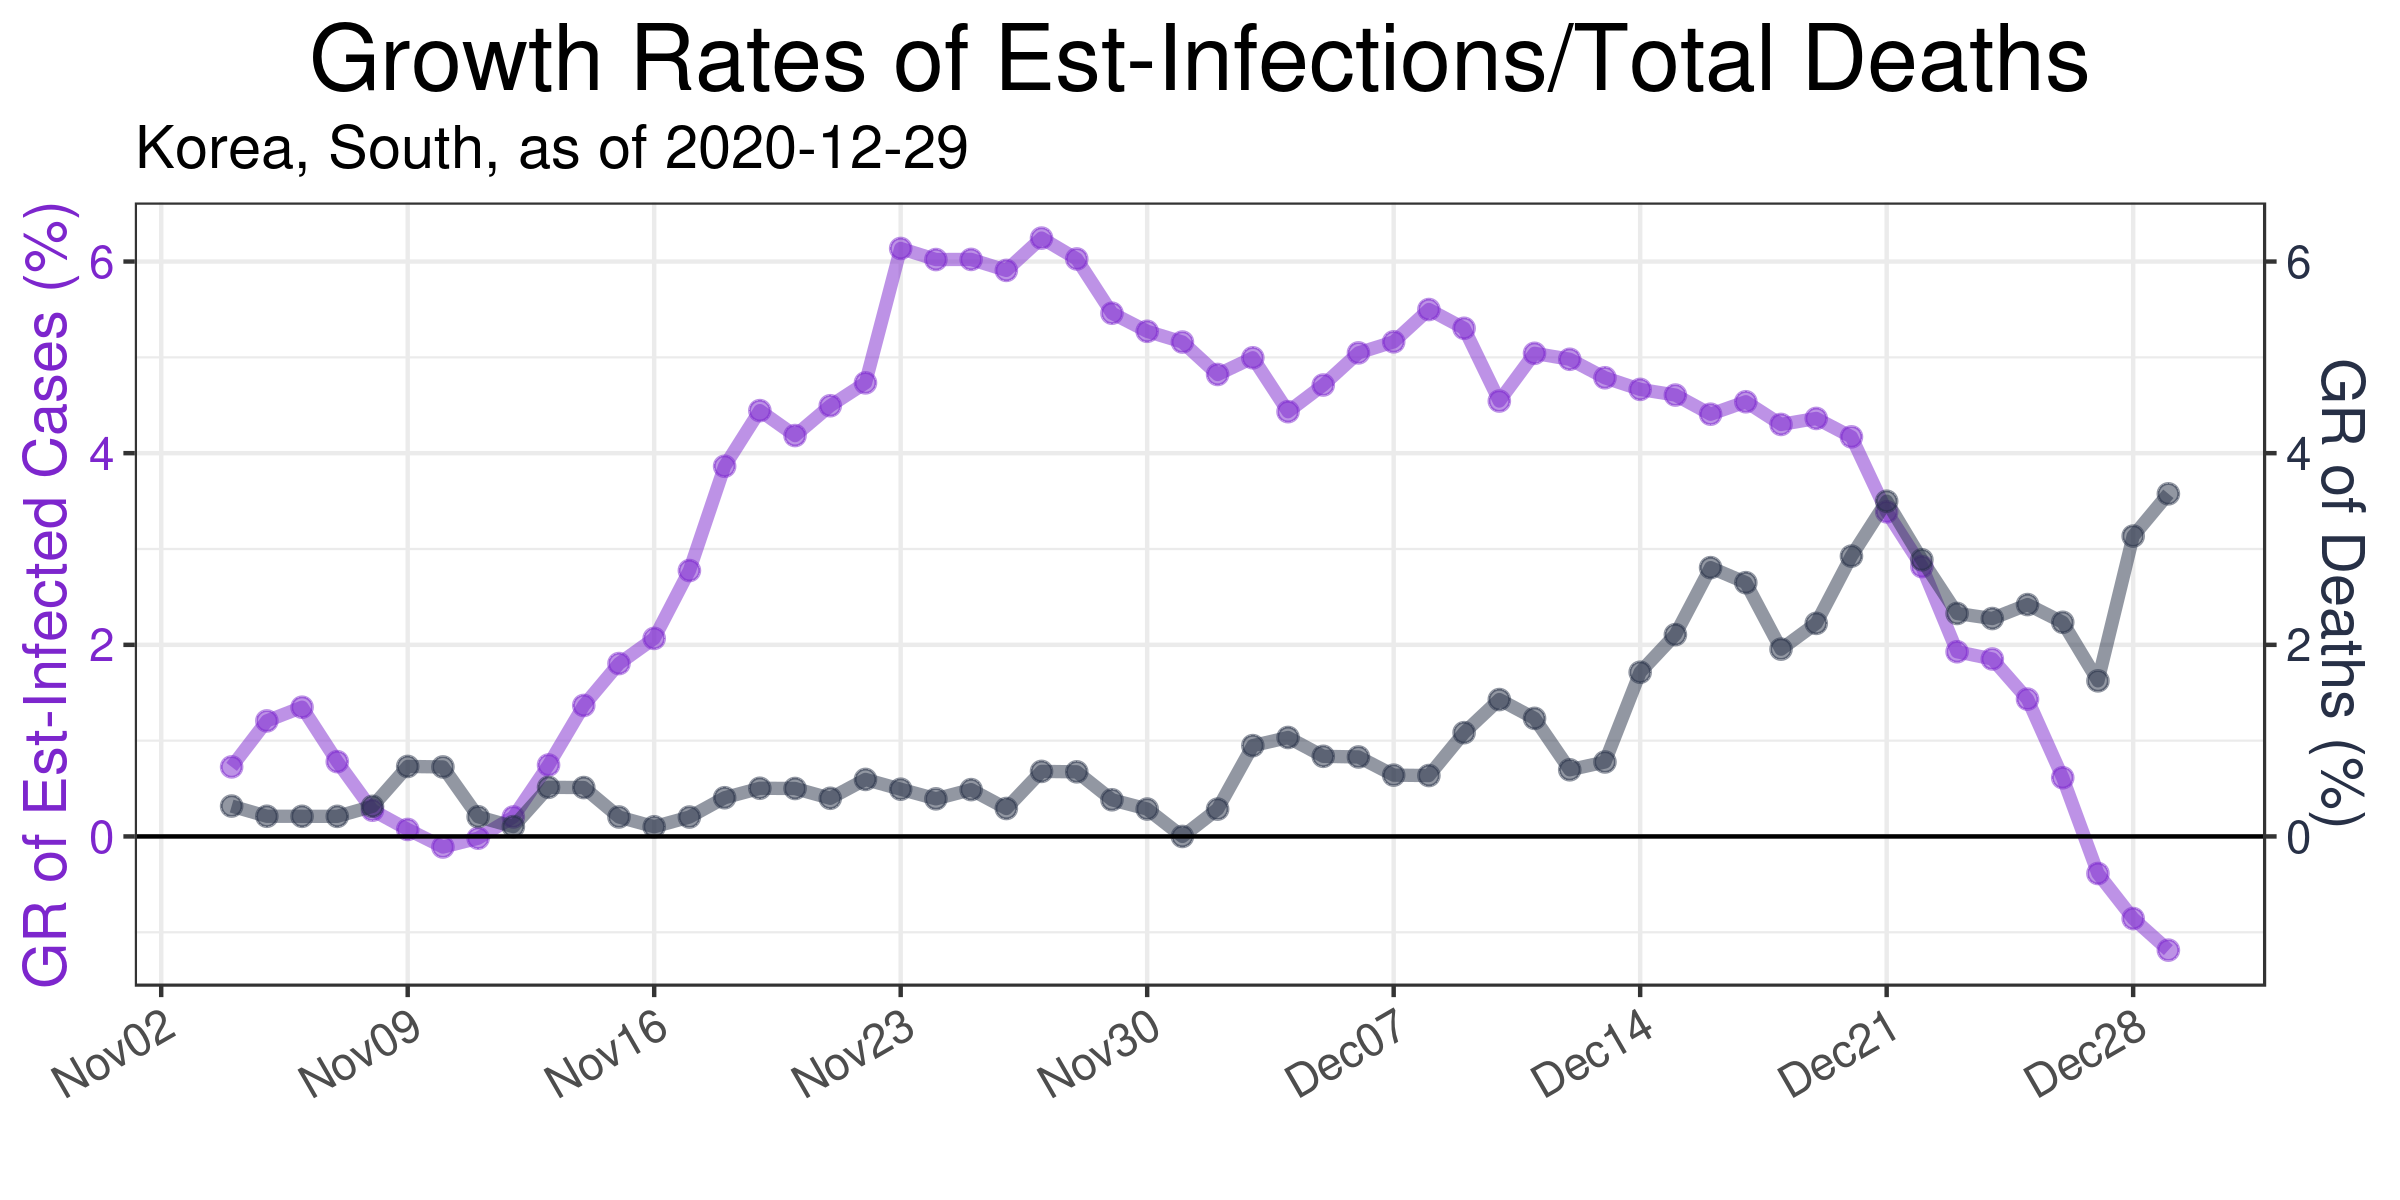 Growth Rates of Est-Infections/Total Deaths
Korea, South, as of 2020-12-29
GR of Est-Infected Cases (%)
6
4
2
0
6
4
2
0
GR of Deaths (%)
Nov02
Nov09
Nov16
Nov23
Nov30
Dec07
Dec14
Dec21
Dec28